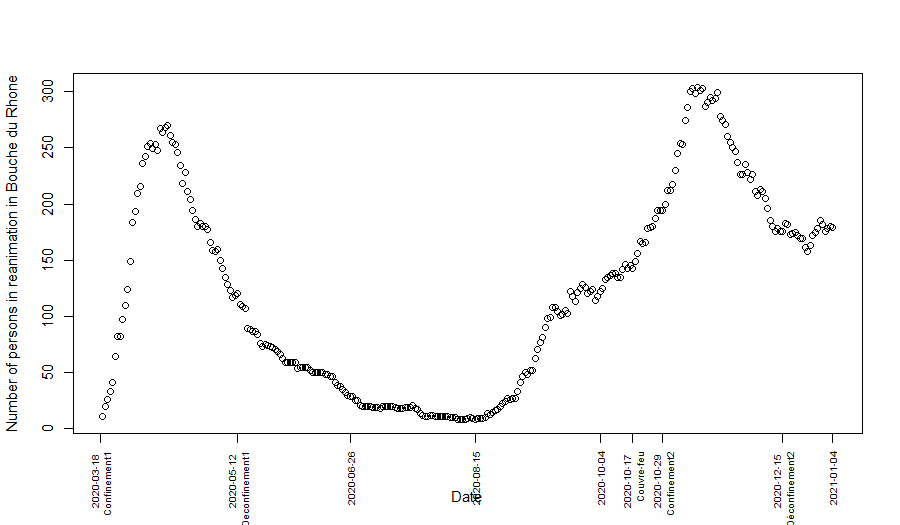 Number of persons in reanimation in Bouche du Rhone
300
250
200
150
100
50
0
2020-03-18
Confinement1
2020-05-12
Déconfinement1
2020-06-26
2020-08-15
2020-10-04
2020-10-17
Couvre-feu
2020-10-29
Confinement2
2020-12-15
Déconfinement2
2021-01-04
Date